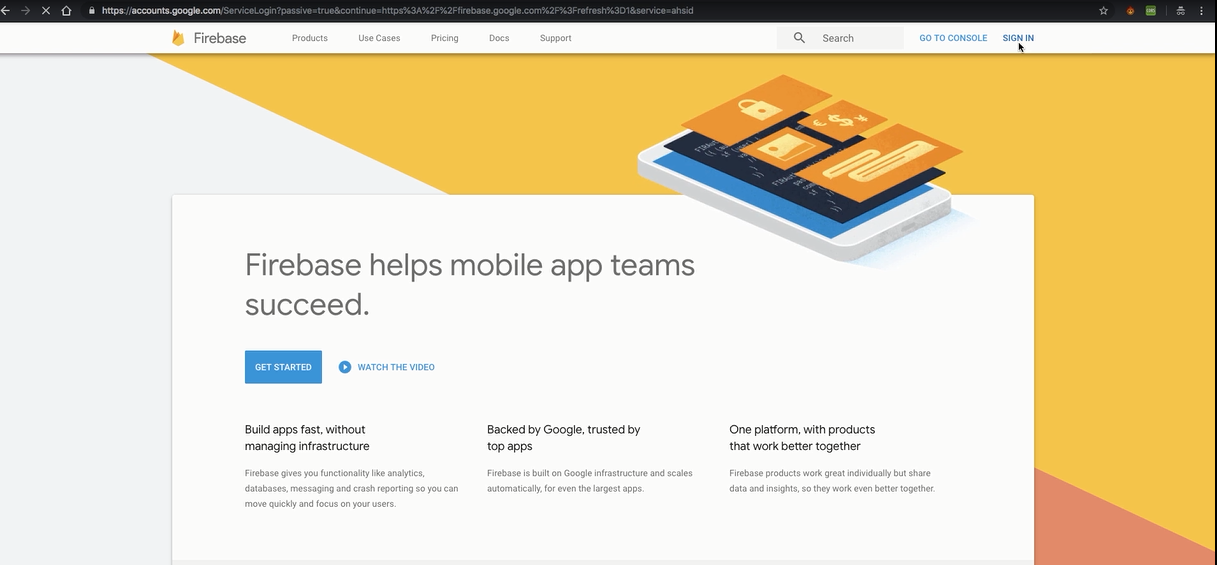 https://accounts.google.com/ServiceLogin?passive=true&continue=https%3A%2F%2Ffirebase.google.com%2F%3Frefresh%3D1&service=ahsid
Firebase Products Use Cases Pricing Docs Support Search GO TO CONSOLE SIGN IN
Firebase helps mobile app teams
succeed.
GET STARTED WATCH THE VIDEO
Build apps fast, without
managing infrastructure
Firebase gives you functionality like analytics,
databases, messaging and crash reporting so you can
move quickly and focus on your users.
Backed by Google, trusted by
top apps
Firebase is built on Google infrastructure and scales
automatically, for even the largest apps.
One platform, with products
that work better together
Firebase products work great individually but share
data and insights, so they work even better together.